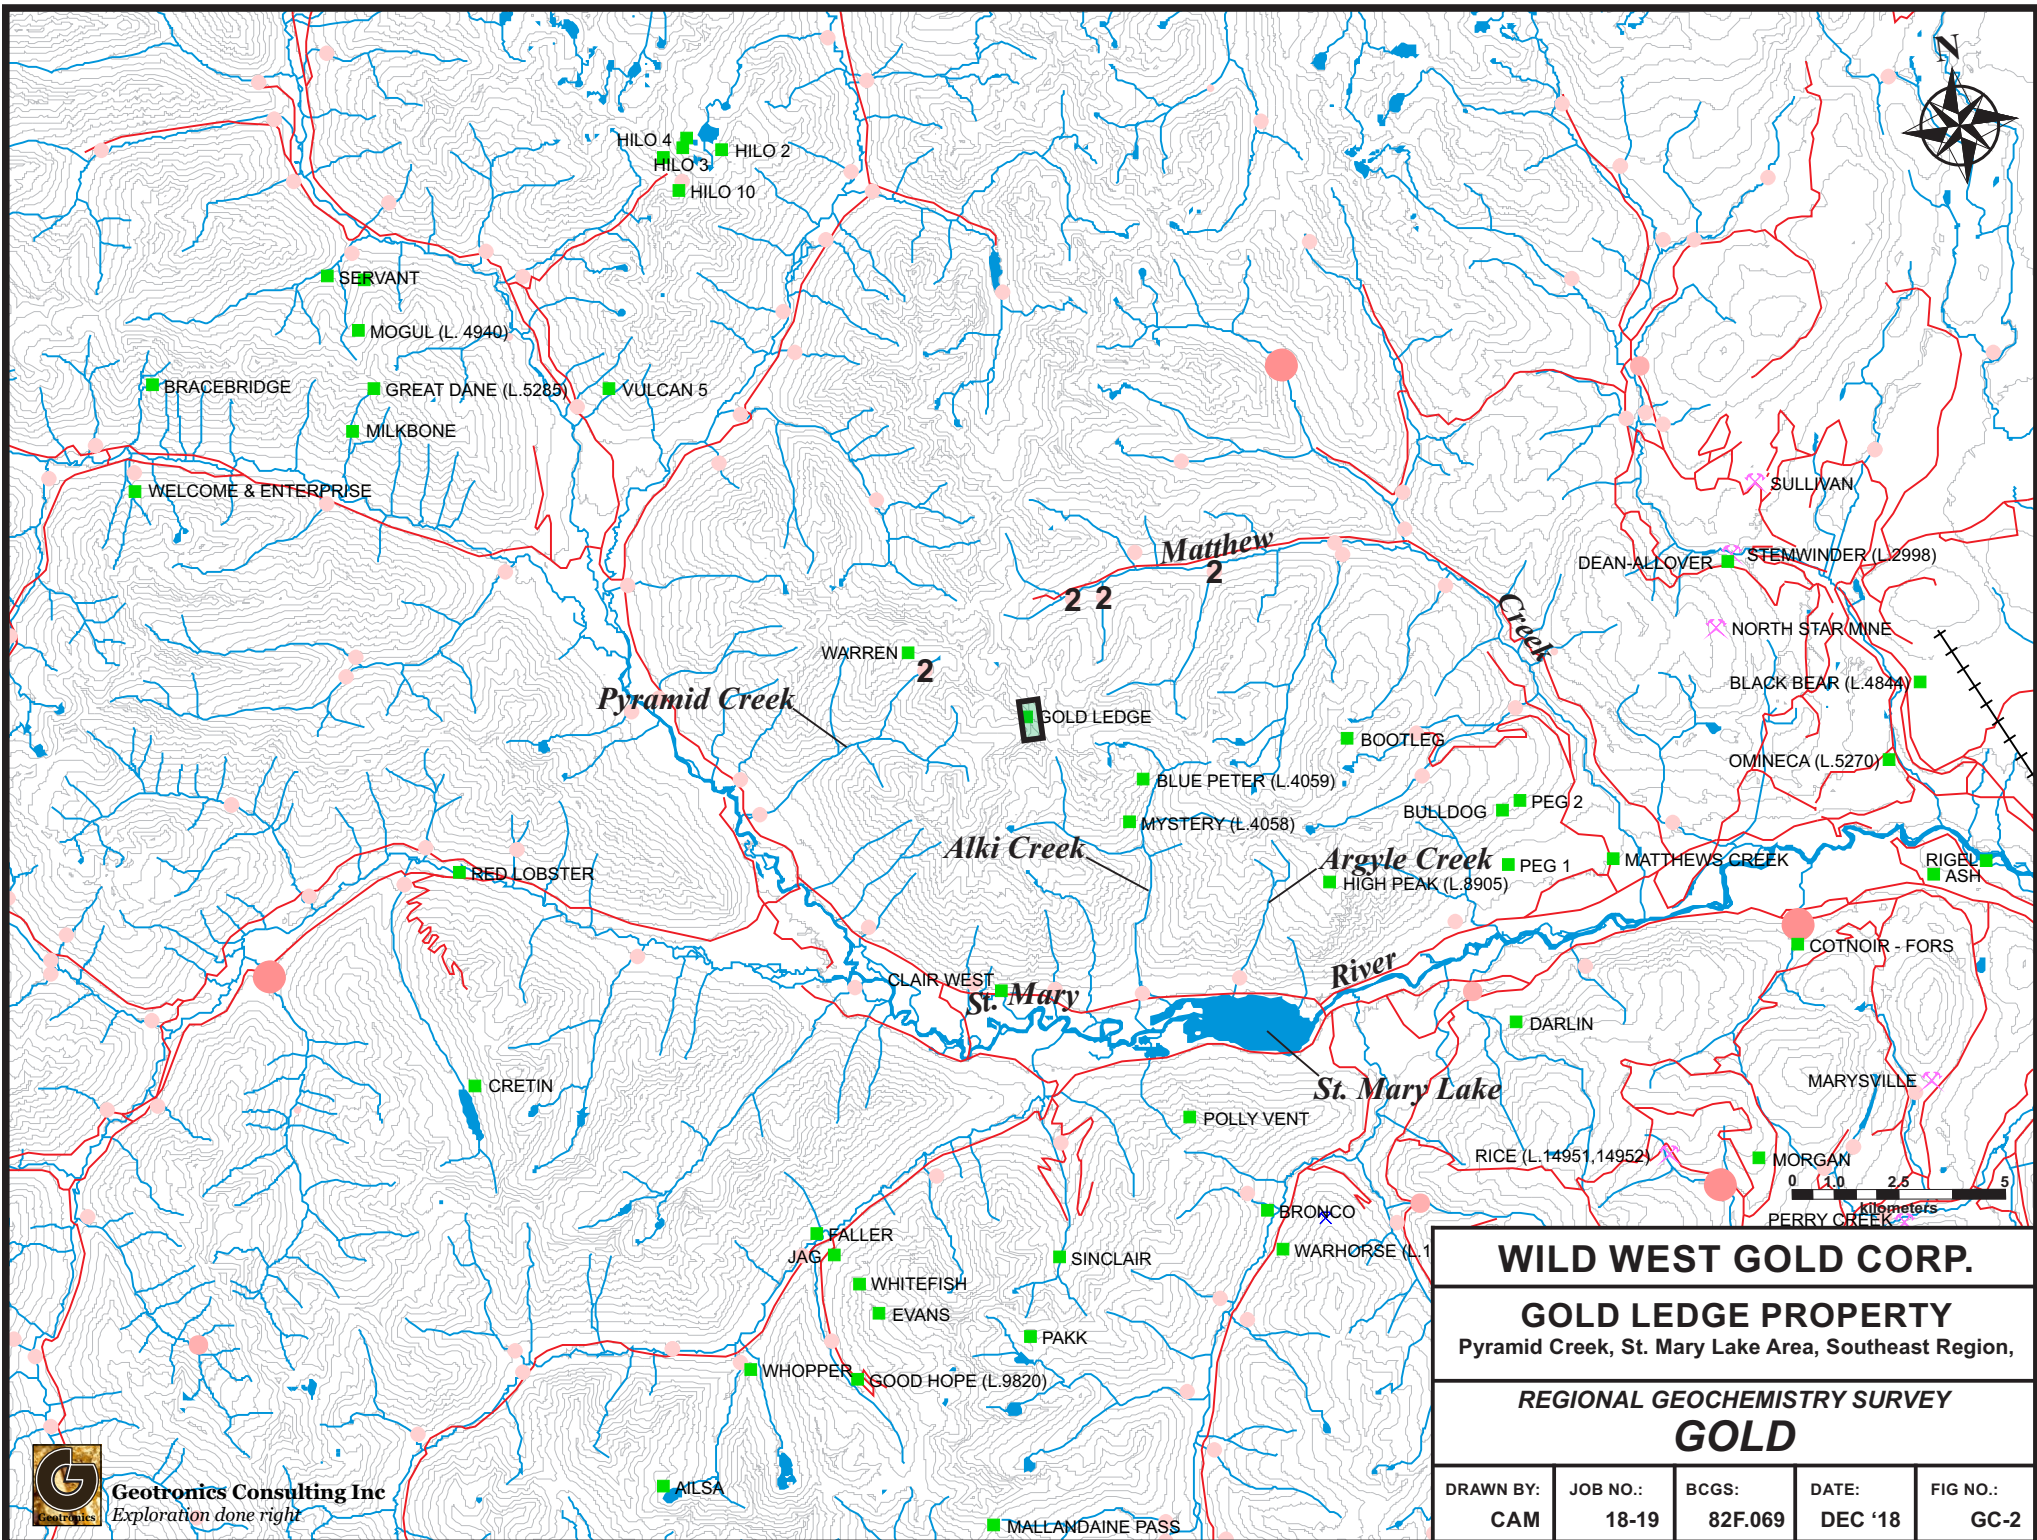 N
HILO 4
HILO 3
HILO 2
HILO 10
SERVANT
MOGUL (L. 4940)
BRACEBRIDGE
GREAT DANE (L.5285)
VULCAN 5
MILKBONE
WELCOME & ENTERPRISE
SULLIVAN
Matthew
2
STEMWINDER (L.2998)
DEAN-ALLOVER
2 2
Creek
NORTH STAR MINE
WARREN
2
BLACK BEAR (L.4844)
Pyramid Creek
GOLD LEDGE
BOOTLEG
OMINECA (L.5270)
BLUE PETER (L.4059)
PEG 2
BULLDOG
MYSTERY (L.4058)
Alki Creek
Argyle Creek
PEG 1
MATTHEWS CREEK
RIGEL
ASH
RED LOBSTER
HIGH PEAK (L.8905)
COTNOIR - FORS
River
CLAIR WEST
St. Mary
DARLIN
CRETIN
St. Mary Lake
MARYSVILLE
POLLY VENT
RICE (L.14951,14952)
MORGAN
0 1.0 2.5 5
kilometers
PERRY CREEK
BRONCO
FALLER
JAG
SINCLAIR
WARHORSE (L.1
WHITEFISH
EVANS
PAKK
WHOPPER
GOOD HOPE (L.9820)
AILSA
MALLANDAINE PASS
WILD WEST GOLD CORP.
GOLD LEDGE PROPERTY
Pyramid Creek, St. Mary Lake Area, Southeast Region,
REGIONAL GEOCHEMISTRY SURVEY
GOLD
DRAWN BY: JOB NO.: BCGS: DATE: FIG NO.:
CAM 18-19 82F.069 DEC ‘18 GC-2
G
Geotronics
Geotronics Consulting Inc
Exploration done right